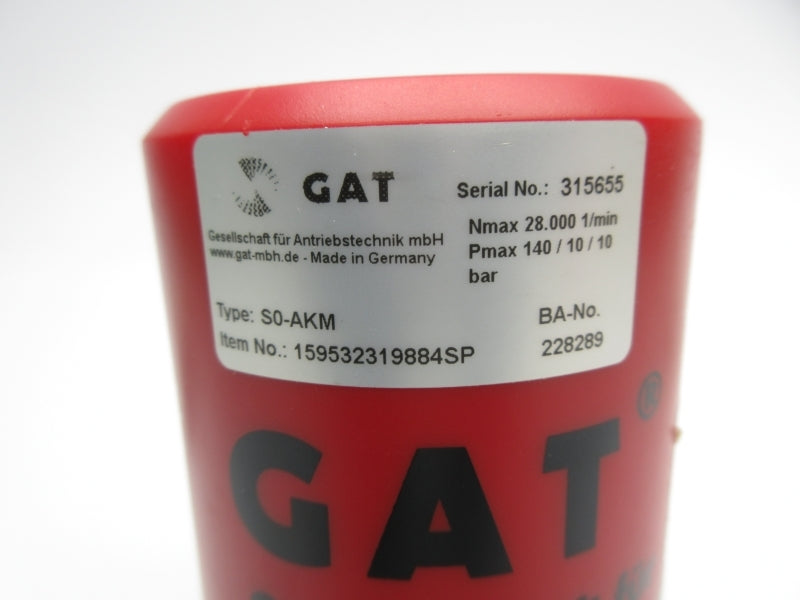 GAT
Serial No.: 315655
Gesellschaft für Antriebstechnik mbH
www.gat-mbh.de - Made in Germany
Nmax 28.000 1/min
Pmax 140 / 10 / 10
bar
Type: S0-AKM
Item No.: 159532319884SP
BA-No.
228289
GAT®